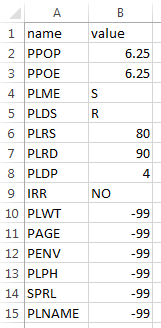 A B
1 name value
2 PPOP 6.25
3 PPOE 6.25
4 PLME S
5 PLDS R
6 PLRS 80
7 PLRD 90
8 PLDP 4
9 IRR NO
10 PLWT -99
11 PAGE -99
12 PENV -99
13 PLPH -99
14 SPRL -99
15 PLNAME -99